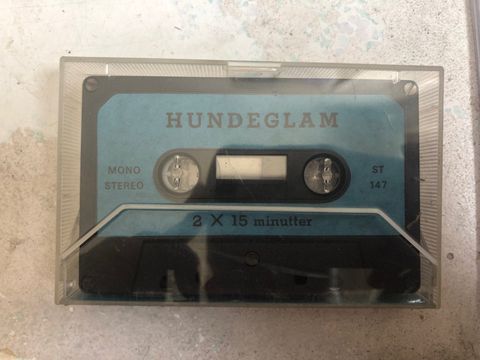 HUNDEGLAM
MONO
STEREO
ST
147
2 X 15 minutter